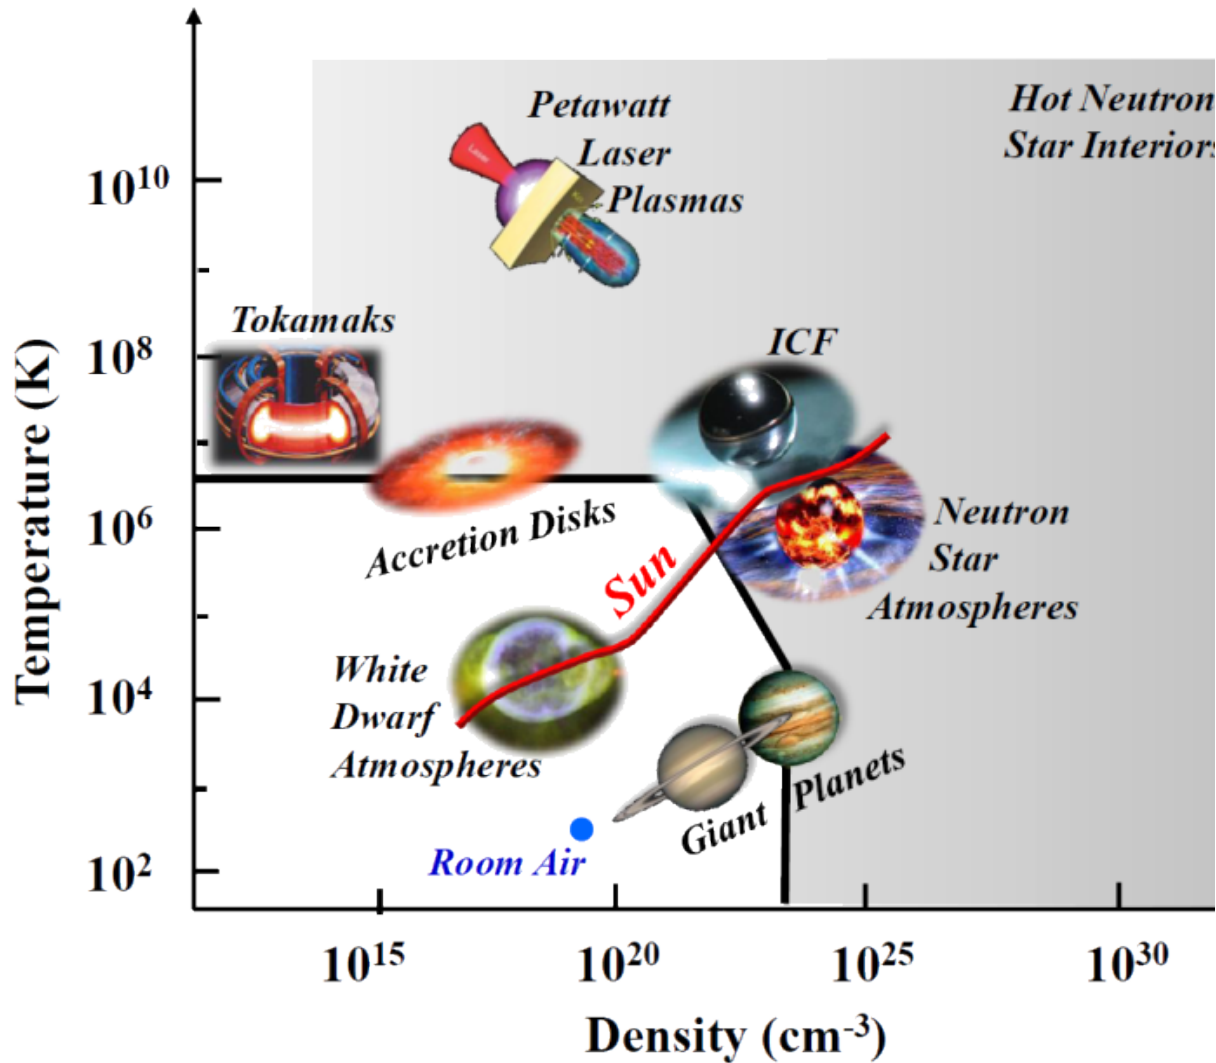 Petawatt
Laser
Plasmas
Hot Neutron
Star Interiors
Laser
10¹⁰
Tokamaks
10⁸
ICF
10⁶
Accretion Disks
Sun
Neutron
Star
Atmospheres
White
Dwarf
Atmospheres
10⁴
Giant Planets
Room Air
10²
10¹⁵ 10²⁰ 10²⁵ 10³⁰
Temperature (K)
Density (cm⁻³)